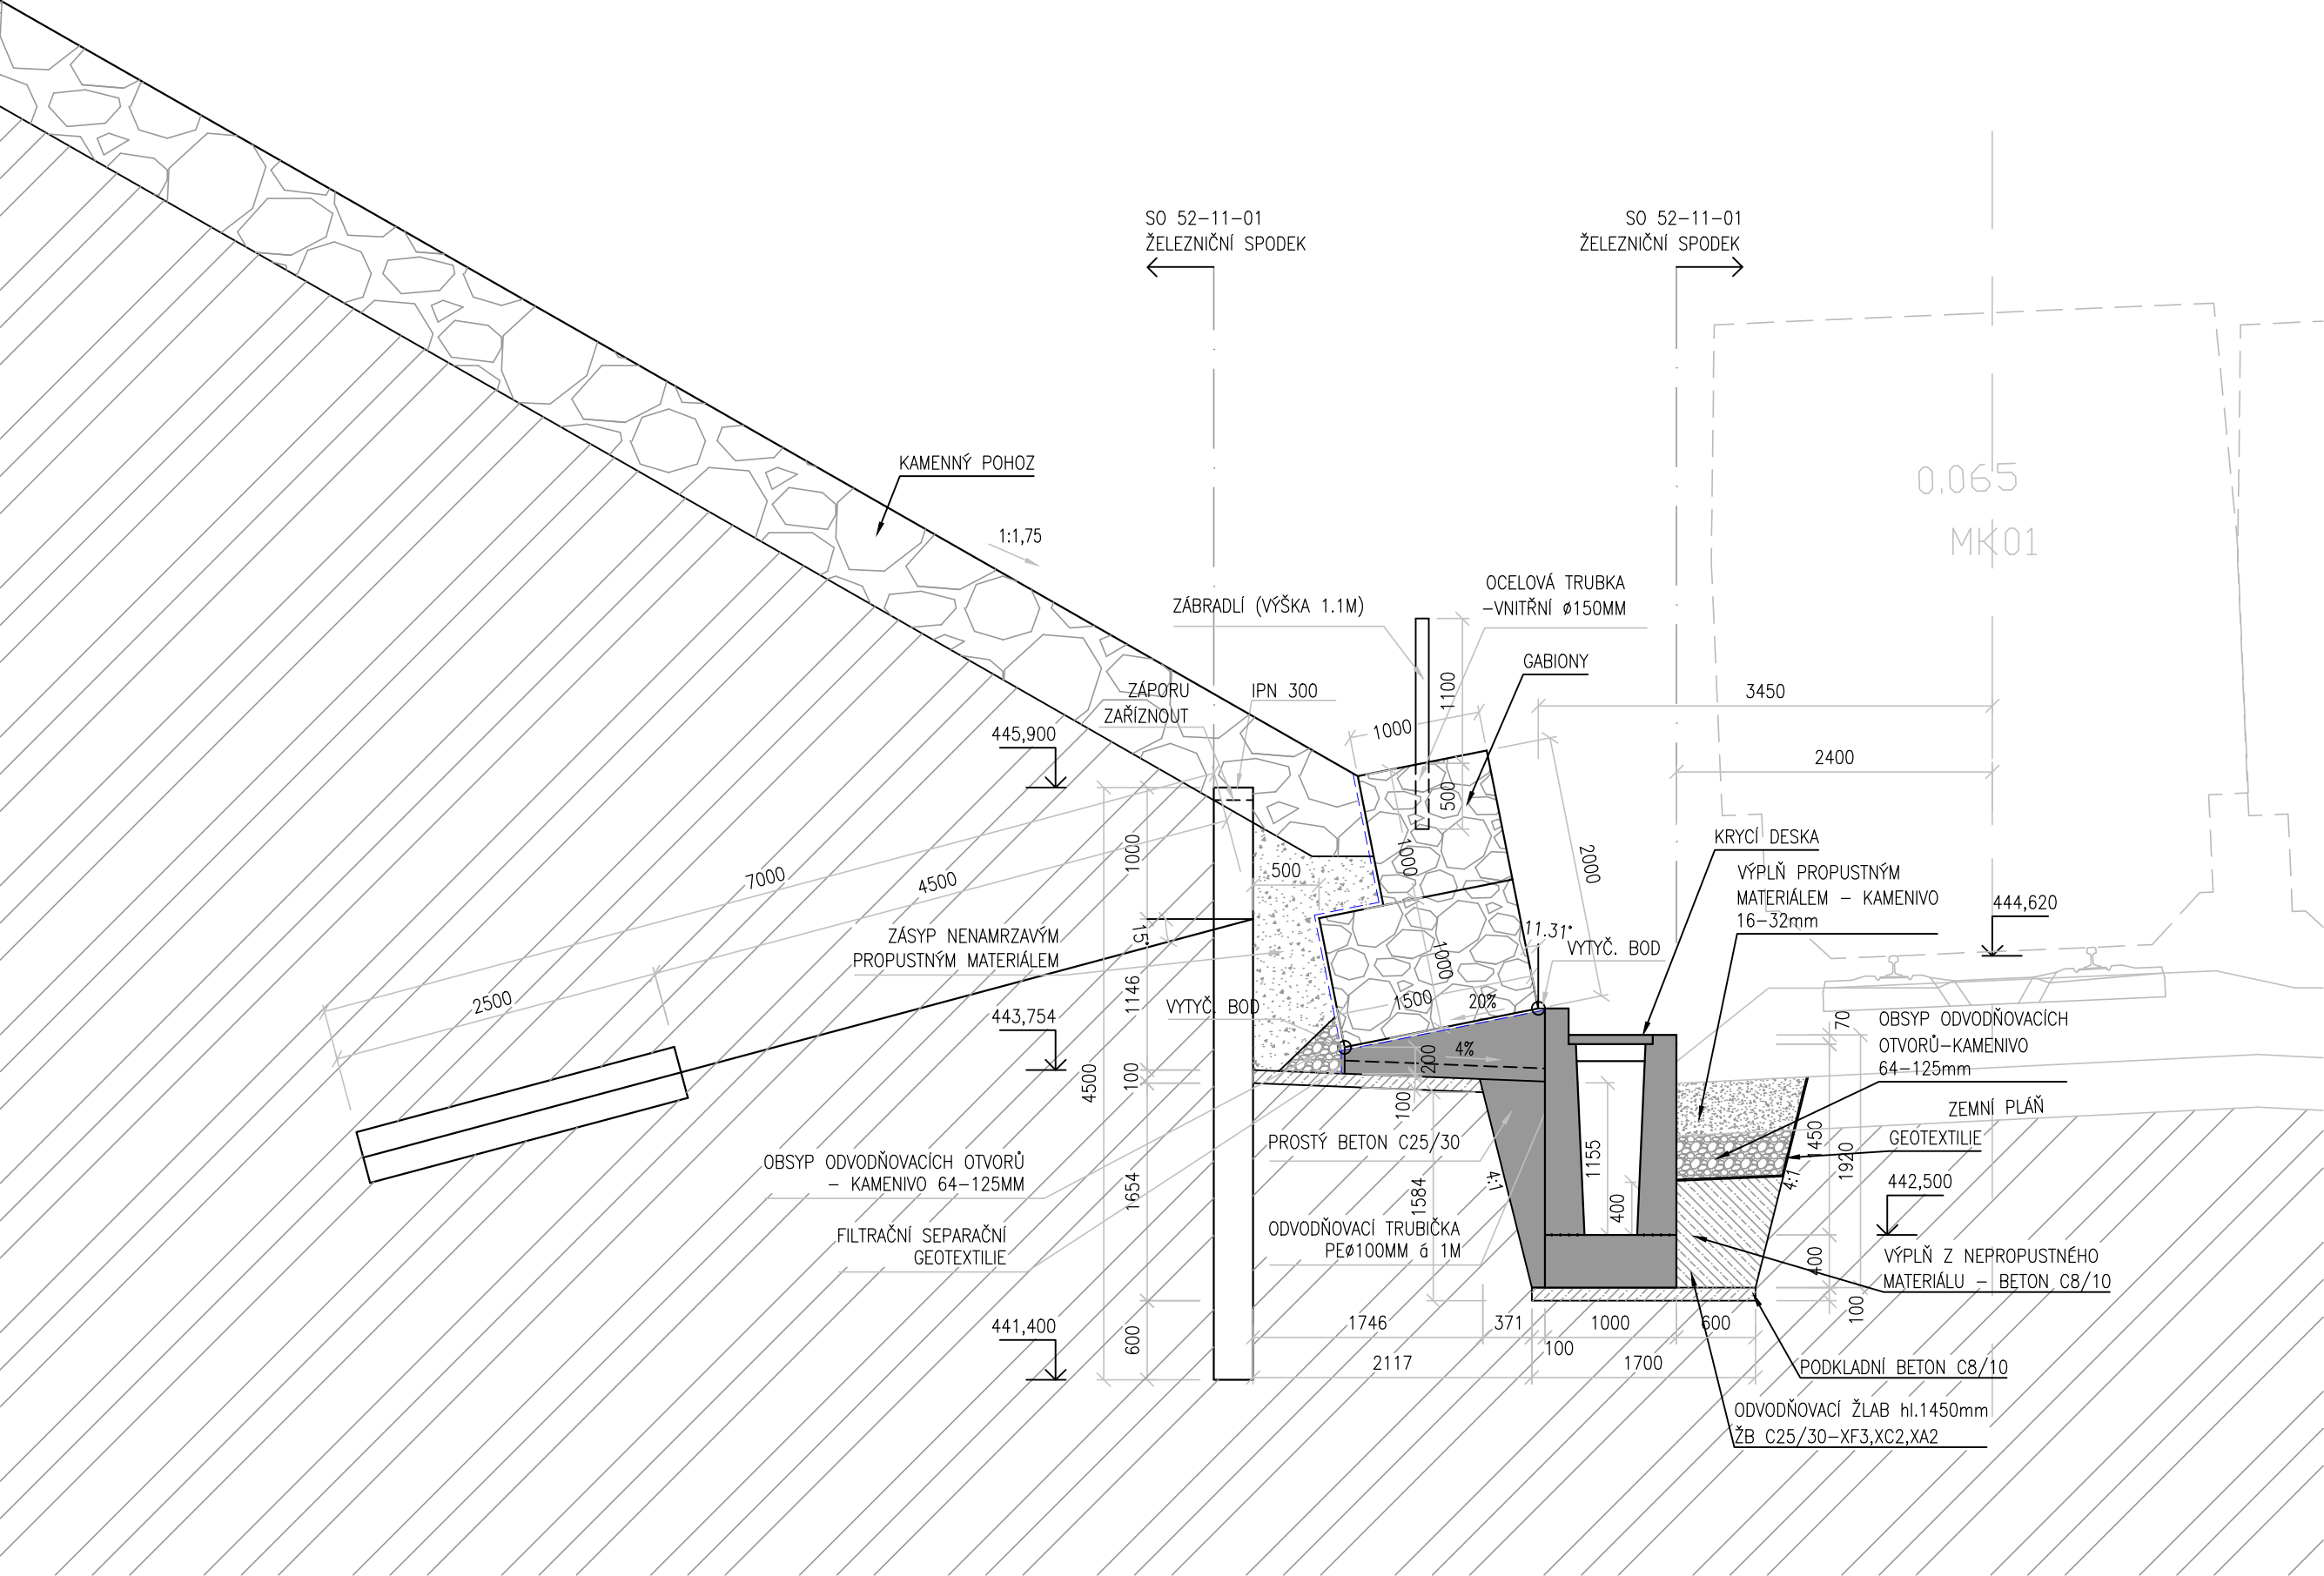 SO 52-11-01
ŽELEZNIČNÍ SPODEK
SO 52-11-01
ŽELEZNIČNÍ SPODEK
KAMENNÝ POHOZ
1:1,75
0.065
MK01
OCELOVÁ TRUBKA
-VNITŘNÍ ø150MM
ZÁBRADLÍ (VÝŠKA 1.1M)
GABIONY
ZÁPORU
ZAŘÍZNOUT
IPN 300
1100
3450
1000
445,900
2400
500
KRYCÍ DESKA
1000
1000
2000
500
7000
4500
VÝPLŇ PROPUSTNÝM
MATERIÁLEM - KAMENIVO
16-32mm
444,620
15°
11.31°
ZÁSYP NENAMRZAVÝM
PROPUSTNÝM MATERIÁLEM
VYTYČ. BOD
1000
1146
2500
VYTYČ. BOD
1500
20%
443,754
70
OBSYP ODVODŇOVACÍCH
OTVORŮ-KAMENIVO
64-125mm
4%
200
4500
100
100
ZEMNÍ PLÁŇ
PROSTÝ BETON C25/30
GEOTEXTILIE
1450
1920
1155
OBSYP ODVODŇOVACÍCH OTVORŮ
- KAMENIVO 64-125MM
4:1
4:1
1654
1584
400
442,500
ODVODŇOVACÍ TRUBIČKA
PEø100MM á 1M
FILTRAČNÍ SEPARAČNÍ
GEOTEXTILIE
400
VÝPLŇ Z NEPROPUSTNÉHO
MATERIÁLU - BETON C8/10
100
441,400
600
1746
371
1000
600
100
2117
1700
PODKLADNÍ BETON C8/10
ODVODŇOVACÍ ŽLAB hl.1450mm
ŽB C25/30-XF3,XC2,XA2